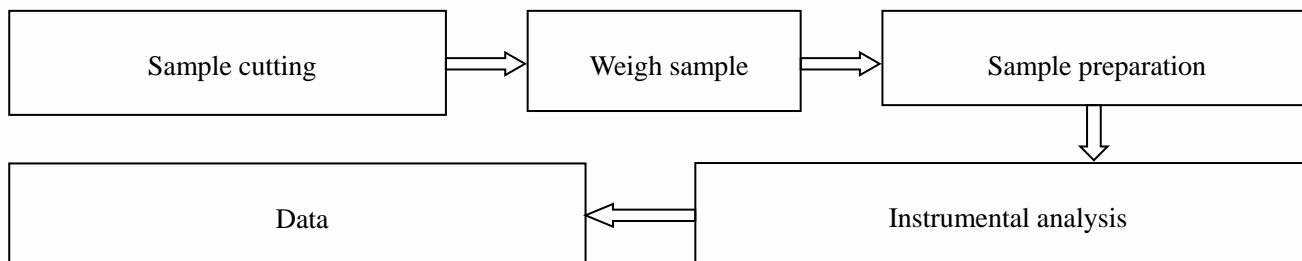 Sample cutting
Weigh sample
Sample preparation
Instrumental analysis
Data